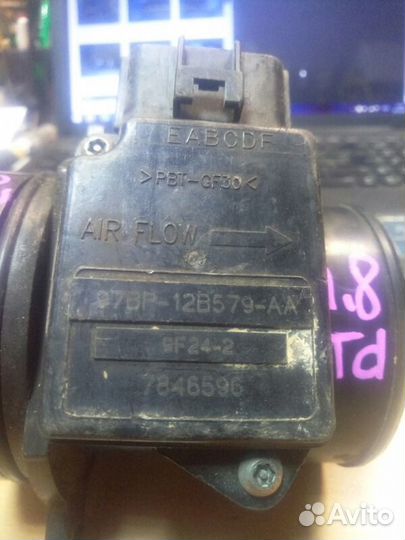 EABCDF
>PBT-GF30<
AIR FLOW
97BP-12B579-AA
9F24-2
7846596
1.8
Td
Avito